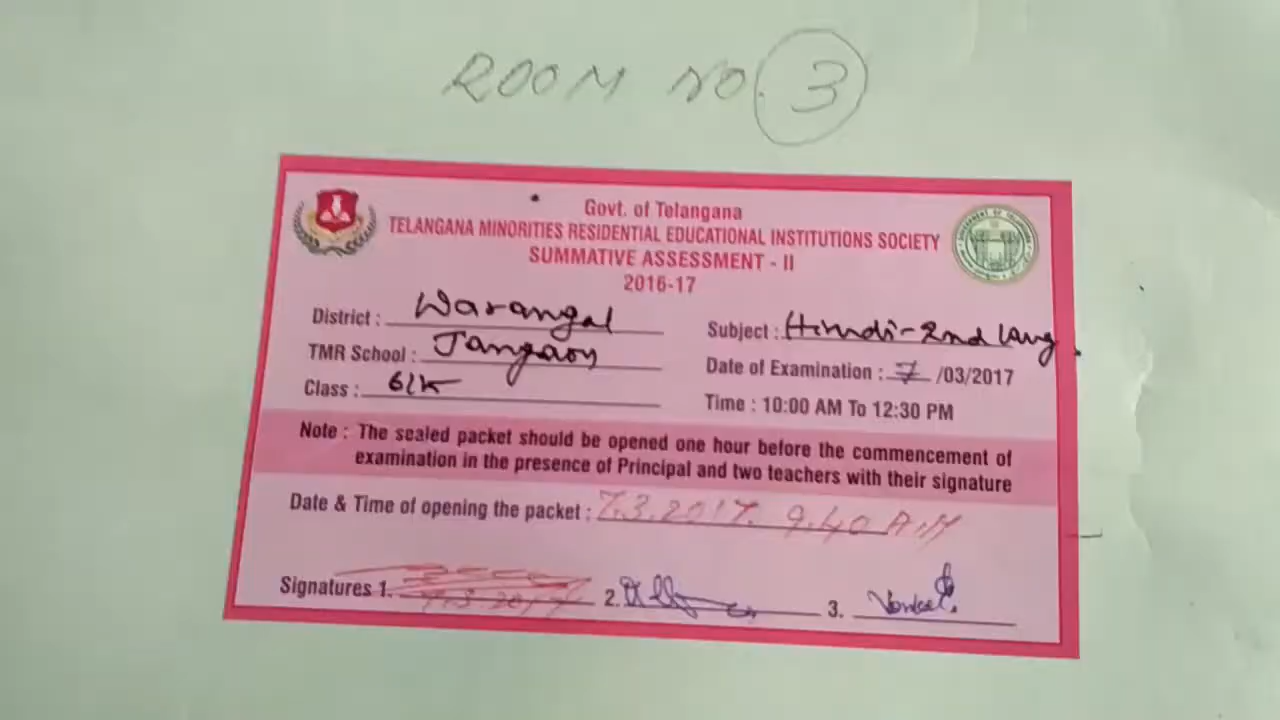 ROOM NO. 3
Govt. of Telangana
TELANGANA MINORITIES RESIDENTIAL EDUCATIONAL INSTITUTIONS SOCIETY
SUMMATIVE ASSESSMENT - II
2016-17
District : Warangal
TMR School : Jangaon
Class : 6th
Subject : Hindi-2nd Lang.
Date of Examination : 7 /03/2017
Time : 10:00 AM To 12:30 PM
Note : The sealed packet should be opened one hour before the commencement of
examination in the presence of Principal and two teachers with their signature
Date & Time of opening the packet : 7.3.2017. 9.40 A.M
Signatures 1. 7.3.2017 2. 3.